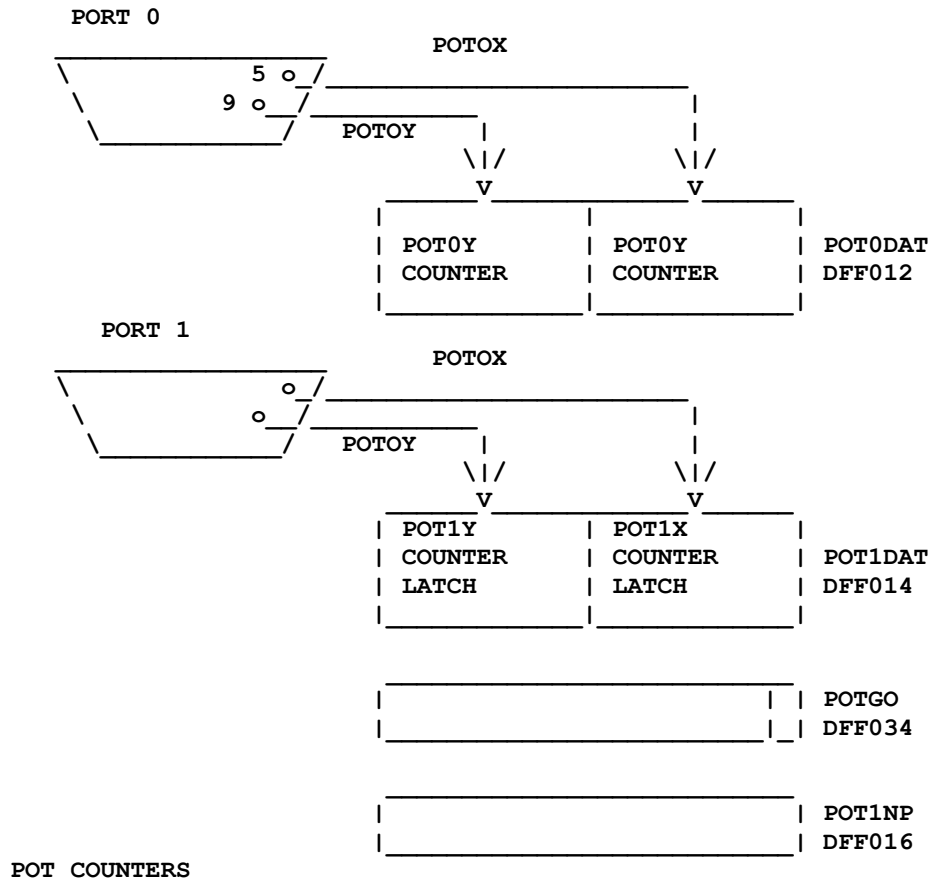 PORT 0
POTOX
5 o
9 o
POTOY
POT0Y POT0Y POT0DAT
COUNTER COUNTER DFF012
PORT 1
POTOX
o
o
POTOY
POT1Y POT1X
COUNTER COUNTER POT1DAT
LATCH LATCH DFF014
POTGO
DFF034
POT1NP
DFF016
POT COUNTERS